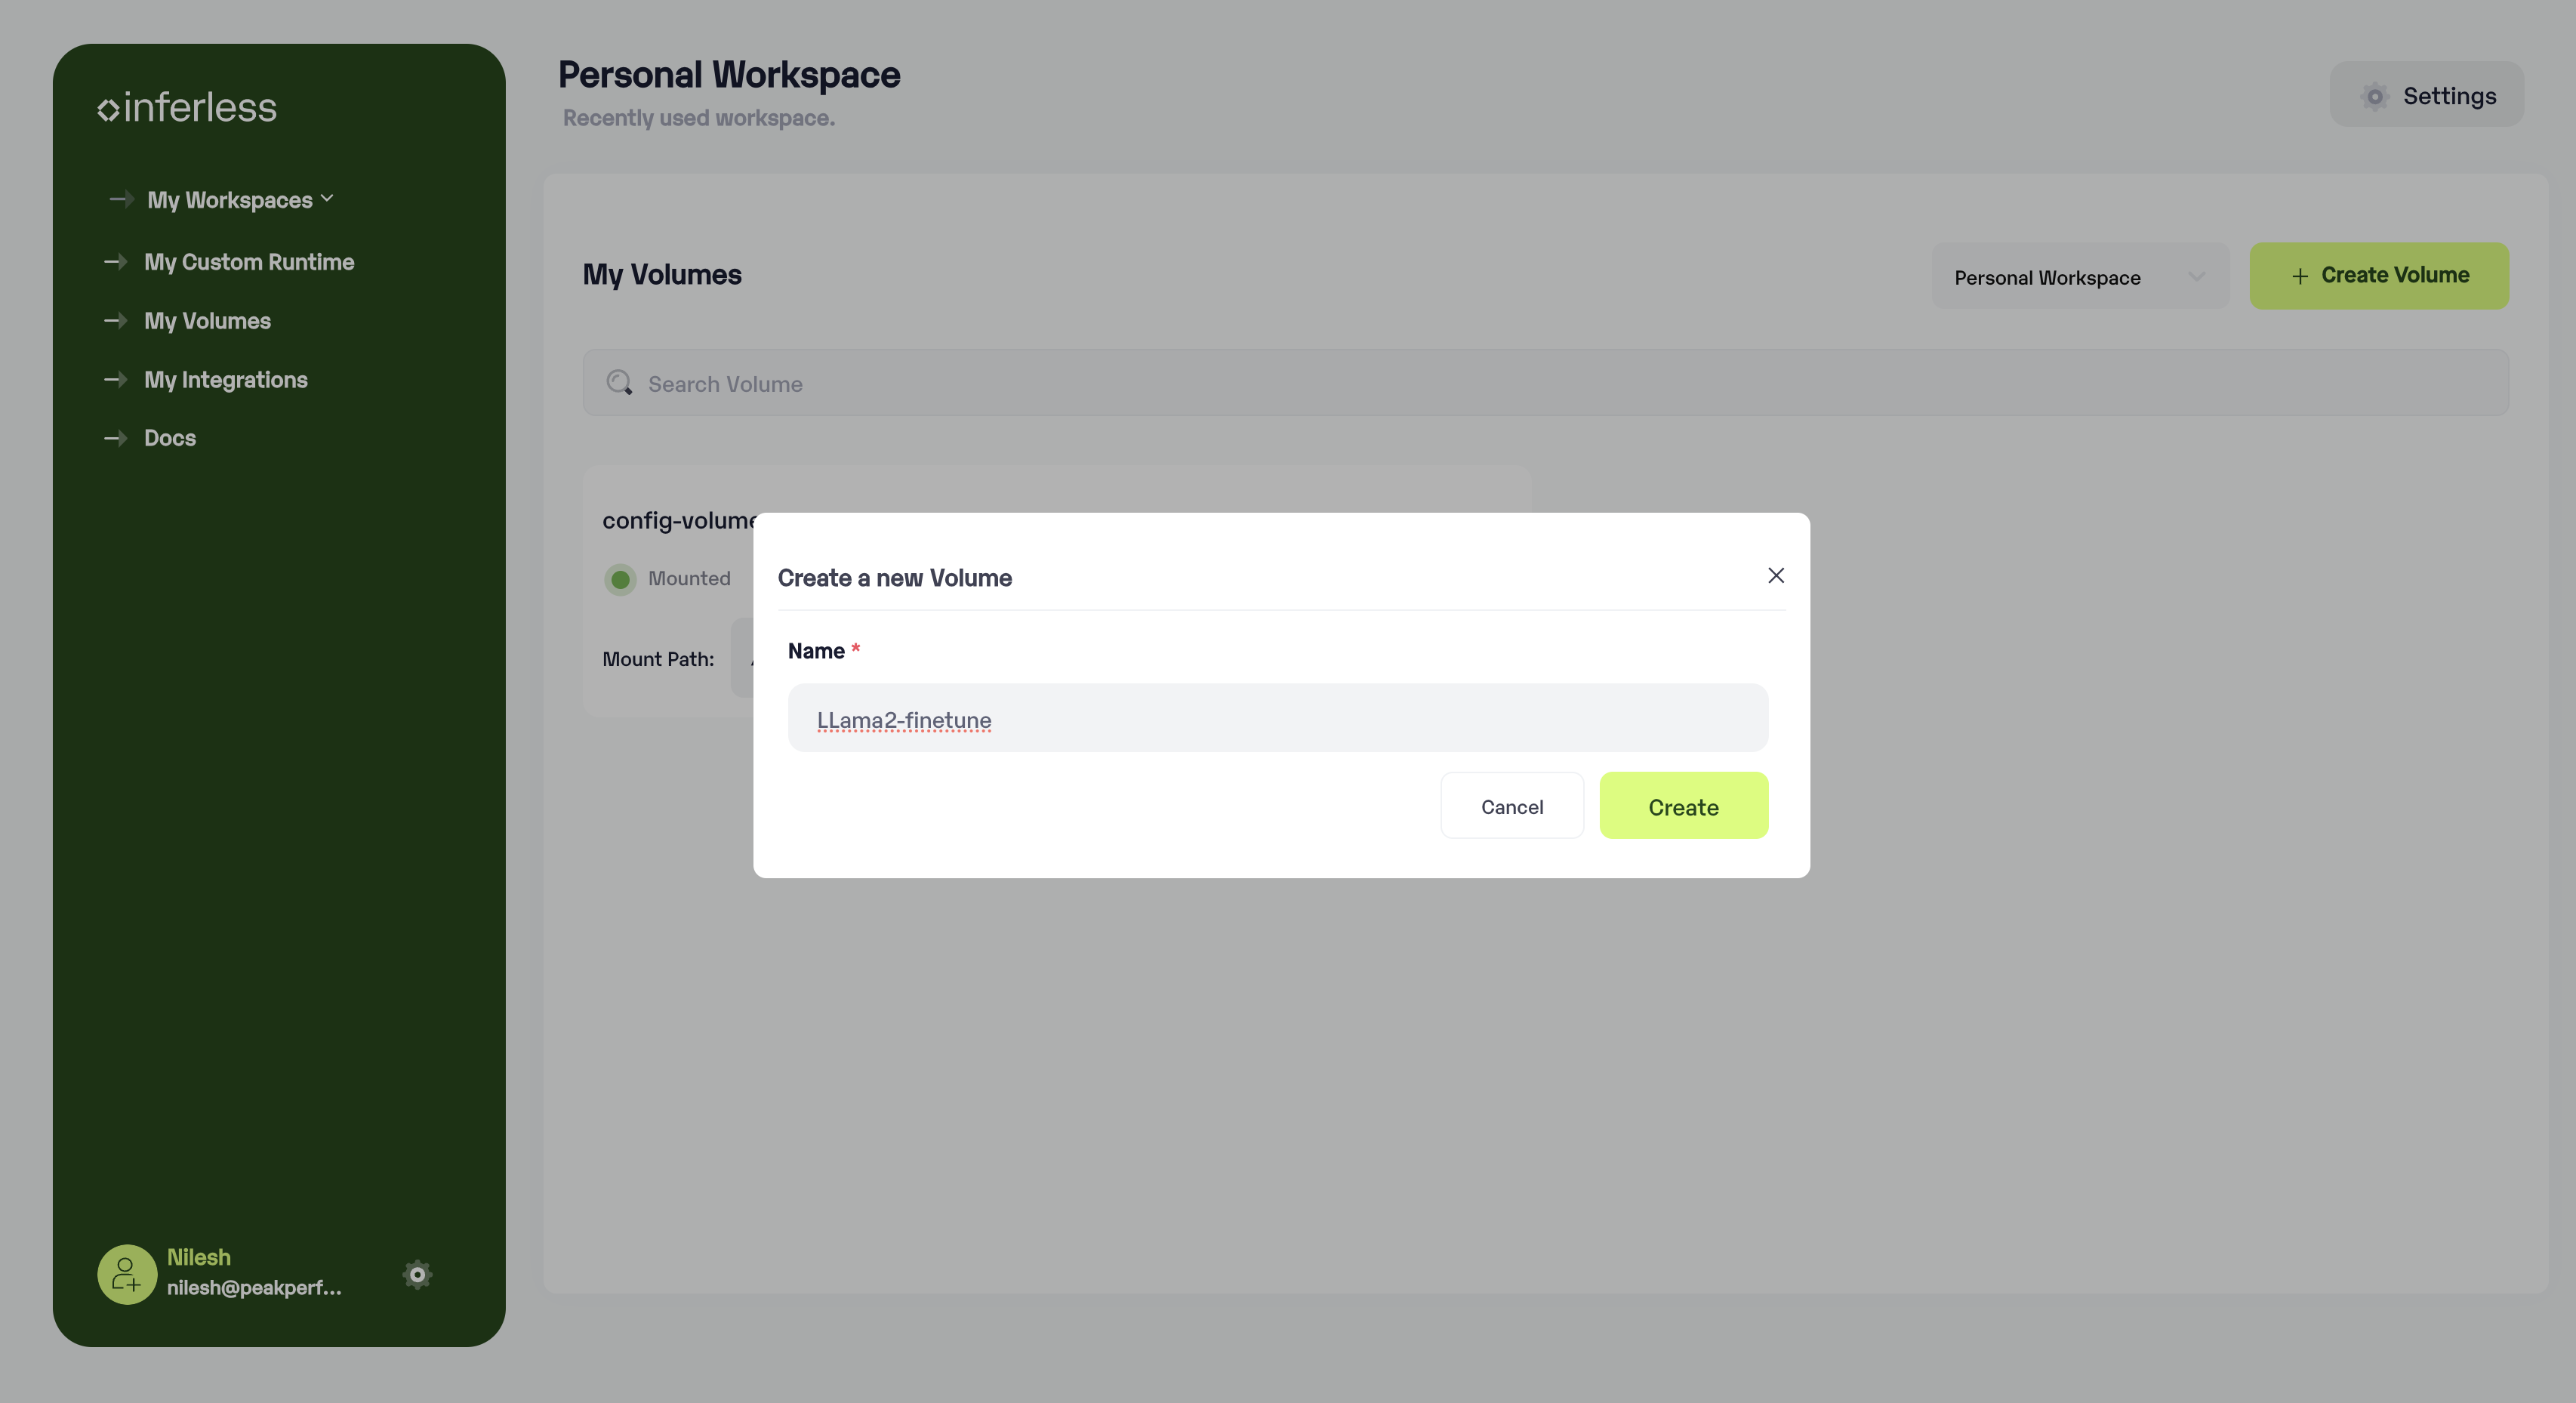 inferless
My Workspaces
My Custom Runtime
My Volumes
My Integrations
Docs
Nilesh
nilesh@peakperf...
Personal Workspace
Recently used workspace.
Settings
My Volumes
Personal Workspace
+ Create Volume
Search Volume
config-volume
Mounted
Mount Path:
Create a new Volume
Name *
LLama2-finetune
Cancel
Create